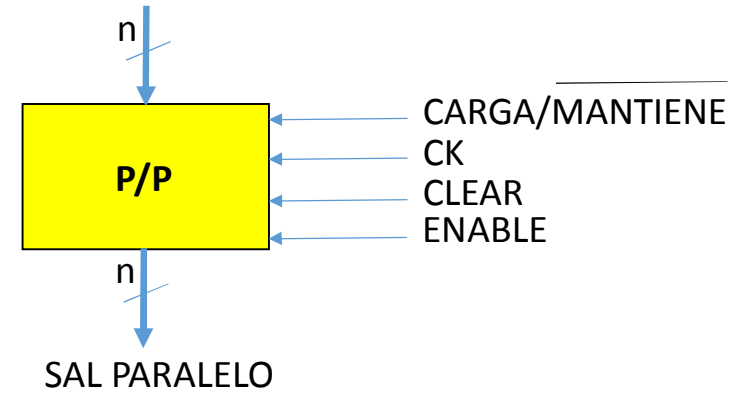 n
CARGA/MANTIENE
CK
P/P
CLEAR
ENABLE
n
SAL PARALELO